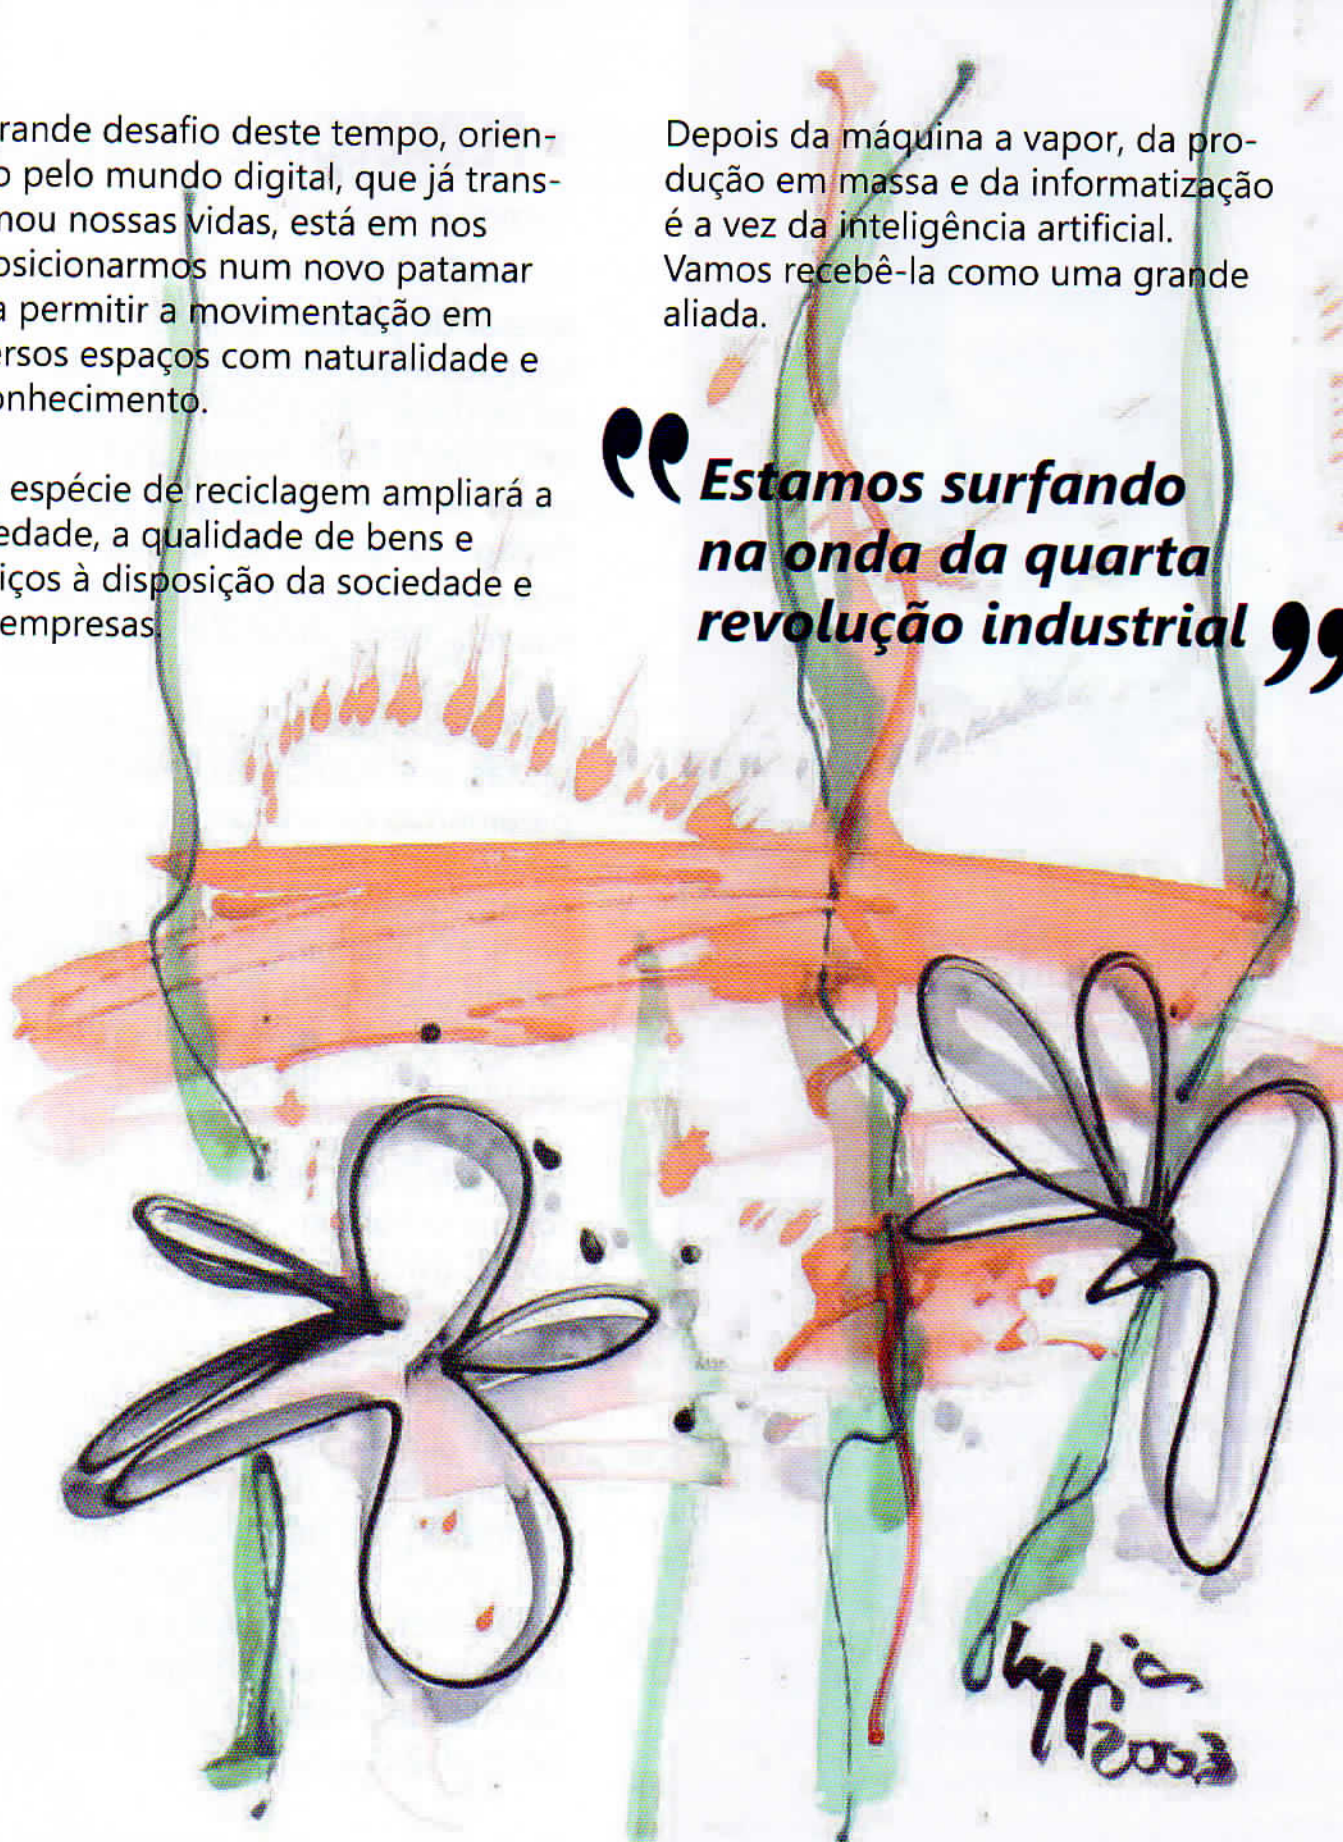 rande desafio deste tempo, orien-
o pelo mundo digital, que já trans-
mou nossas vidas, está em nos
osicionarmos num novo patamar
a permitir a movimentação em
ersos espaços com naturalidade e
onhecimento.
espécie de reciclagem ampliará a
edade, a qualidade de bens e
iços à disposição da sociedade e
empresas.
Depois da máquina a vapor, da pro-
dução em massa e da informatização
é a vez da inteligência artificial.
Vamos recebê-la como uma grande
aliada.
“Estamos surfando
na onda da quarta
revolução industrial”
2003